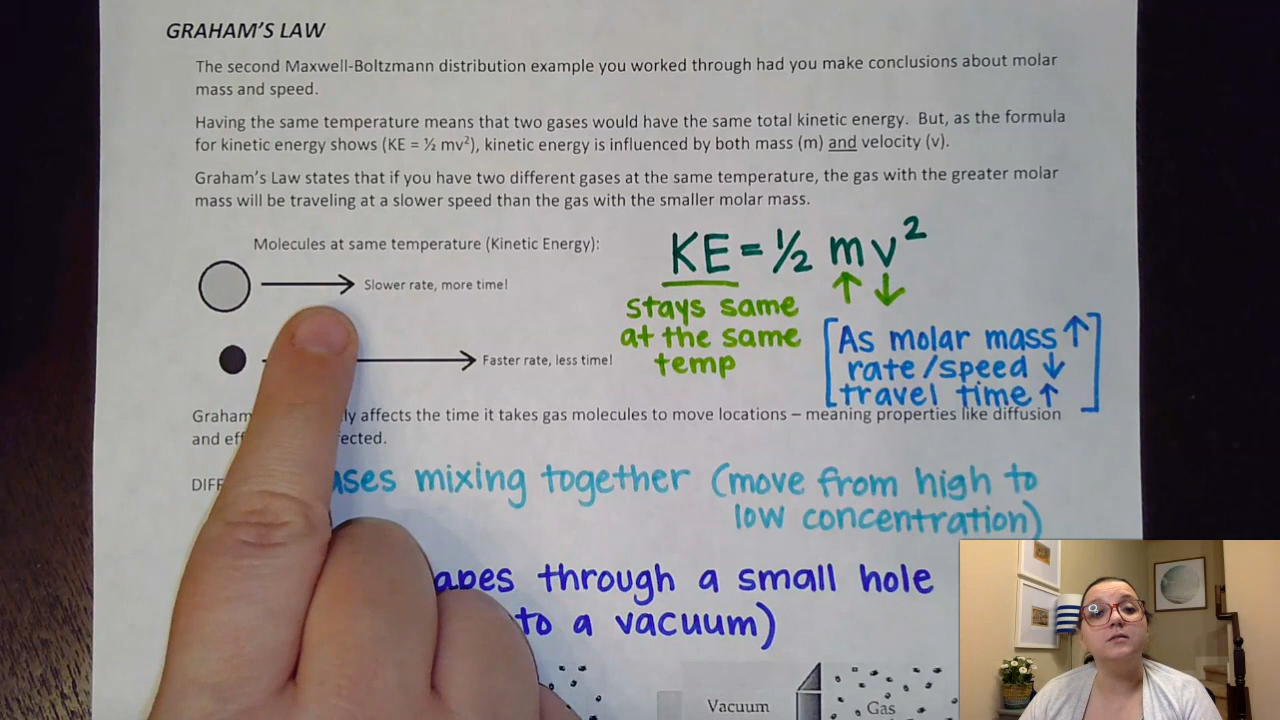 GRAHAM'S LAW
The second Maxwell-Boltzmann distribution example you worked through had you make conclusions about molar
mass and speed.
Having the same temperature means that two gases would have the same total kinetic energy. But, as the formula
for kinetic energy shows (KE = ½ mv²), kinetic energy is influenced by both mass (m) and velocity (v).
Graham's Law states that if you have two different gases at the same temperature, the gas with the greater molar
mass will be traveling at a slower speed than the gas with the smaller molar mass.
Molecules at same temperature (Kinetic Energy):
Slower rate, more time!
Faster rate, less time!
KE = ½ mv²
↑ ↓
stays same
at the same
temp
[As molar mass ↑
rate/speed ↓
travel time ↑]
Graham affects the time it takes gas molecules to move locations – meaning properties like diffusion
and
mixing together (move from high to
low concentration)
through a small hole
to a vacuum)
Vacuum
Gas